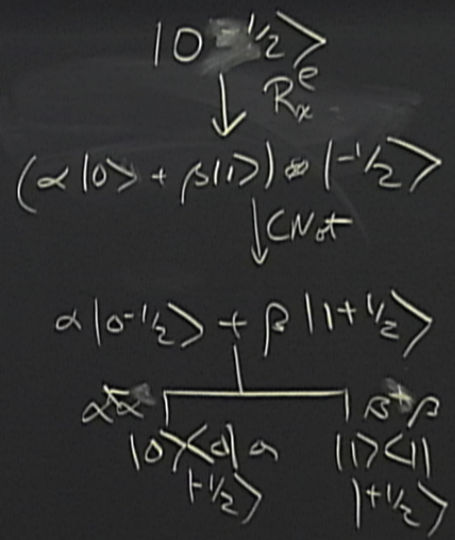 |0 -1/2>
↓ Rₓᵉ
(α|0> + β|1>) ⊗ |-1/2>
↓ CNot
α|0-1/2> + β|1+1/2>
α*α β*β
|0><0| |1><1|
|-1/2> |+1/2>